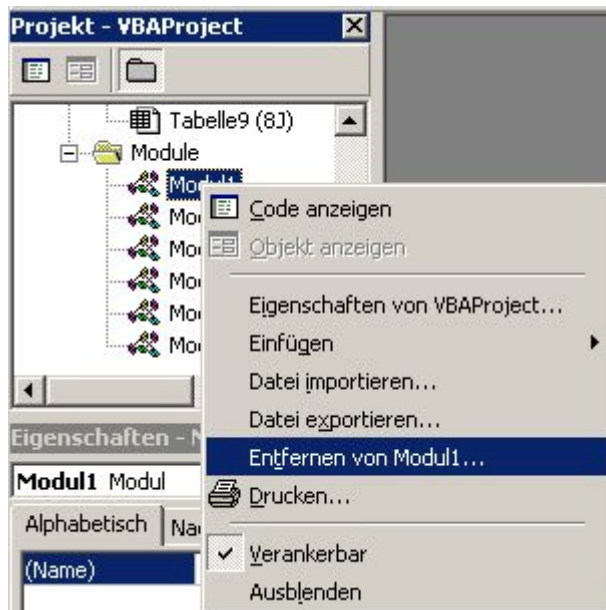 Projekt - VBAProject
Tabelle9 (8J)
Module
Modul1
Code anzeigen
Objekt anzeigen
Eigenschaften von VBAProject...
Einfügen
Datei importieren...
Datei exportieren...
Entfernen von Modul1...
Drucken...
Verankerbar
Ausblenden
Eigenschaften -
Modul1 Modul
Alphabetisch
(Name)